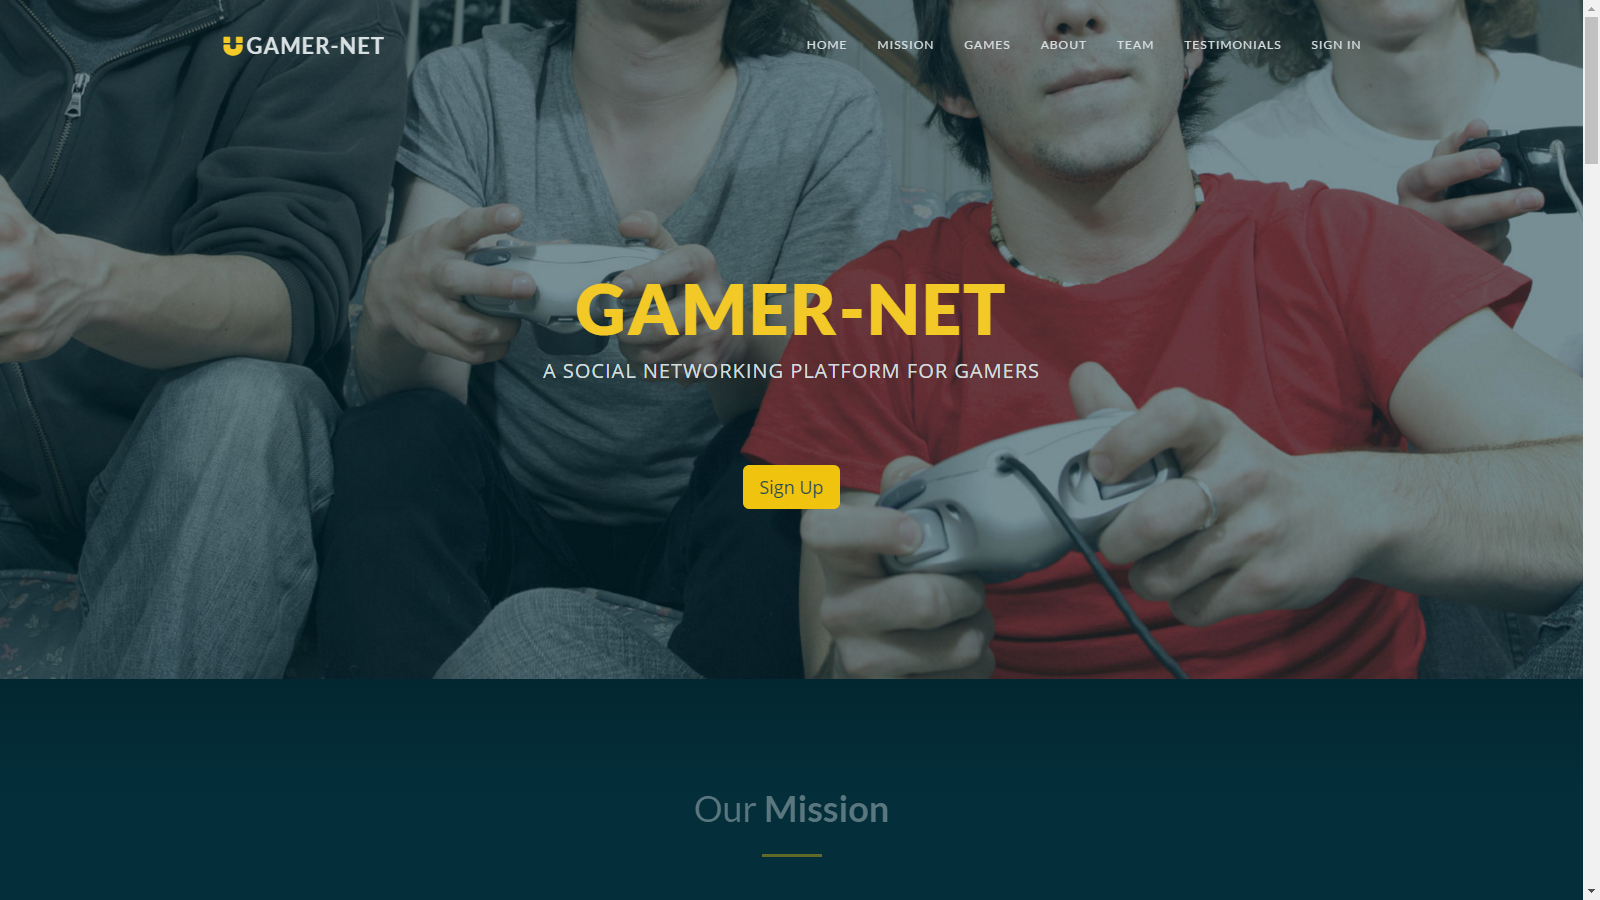 GAMER-NET
HOME MISSION GAMES ABOUT TEAM TESTIMONIALS SIGN IN
GAMER-NET
A SOCIAL NETWORKING PLATFORM FOR GAMERS
Sign Up
Our Mission